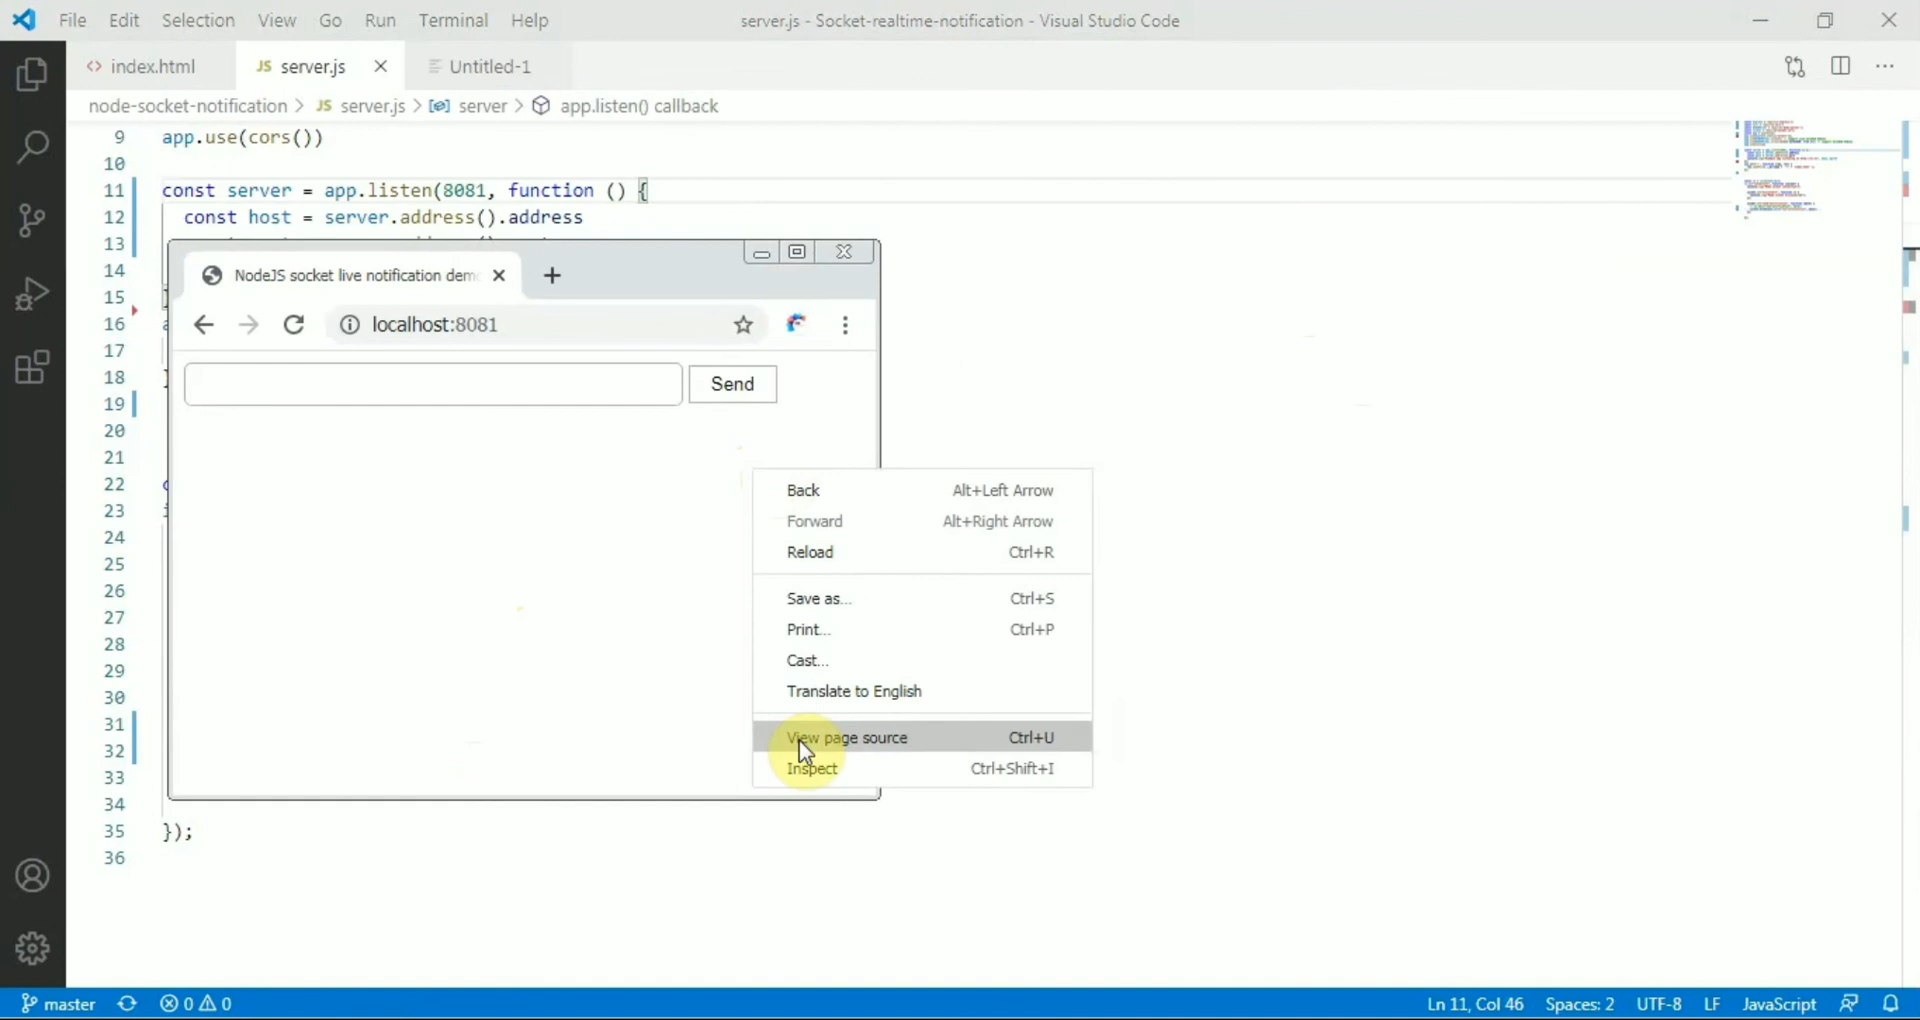 File Edit Selection View Go Run Terminal Help server.js - Socket-realtime-notification - Visual Studio Code
<> index.html JS server.js Untitled-1
node-socket-notification > JS server.js > server > app.listen() callback
9 app.use(cors())
10
11 const server = app.listen(8081, function () {
12 const host = server.address().address
13
14
15
16
17
18
19
20
21
22
23
24
25
26
27
28
29
30
31
32
33
34
35 });
36
NodeJS socket live notification dem
localhost:8081
Send
Back Alt+Left Arrow
Forward Alt+Right Arrow
Reload Ctrl+R
Save as... Ctrl+S
Print... Ctrl+P
Cast...
Translate to English
View page source Ctrl+U
Inspect Ctrl+Shift+I
master 0 0 Ln 11, Col 46 Spaces: 2 UTF-8 LF JavaScript